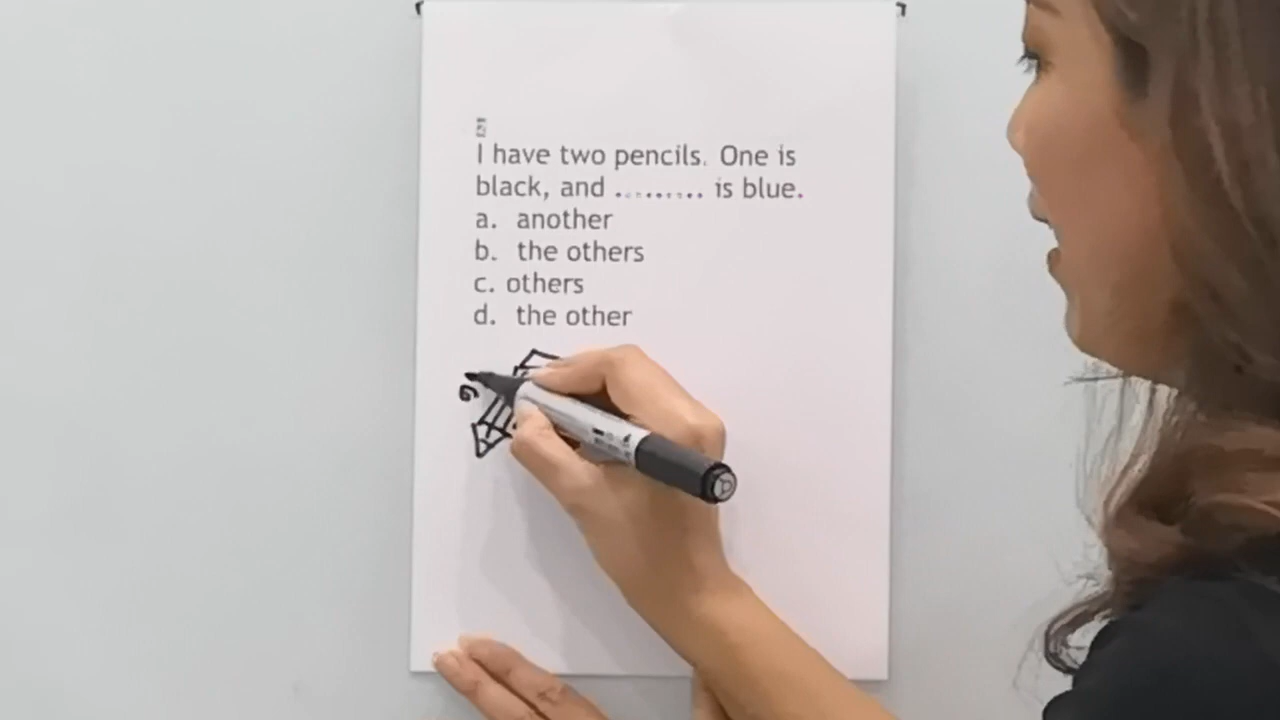 I have two pencils. One is
black, and ......... is blue.
a. another
b. the others
c. others
d. the other